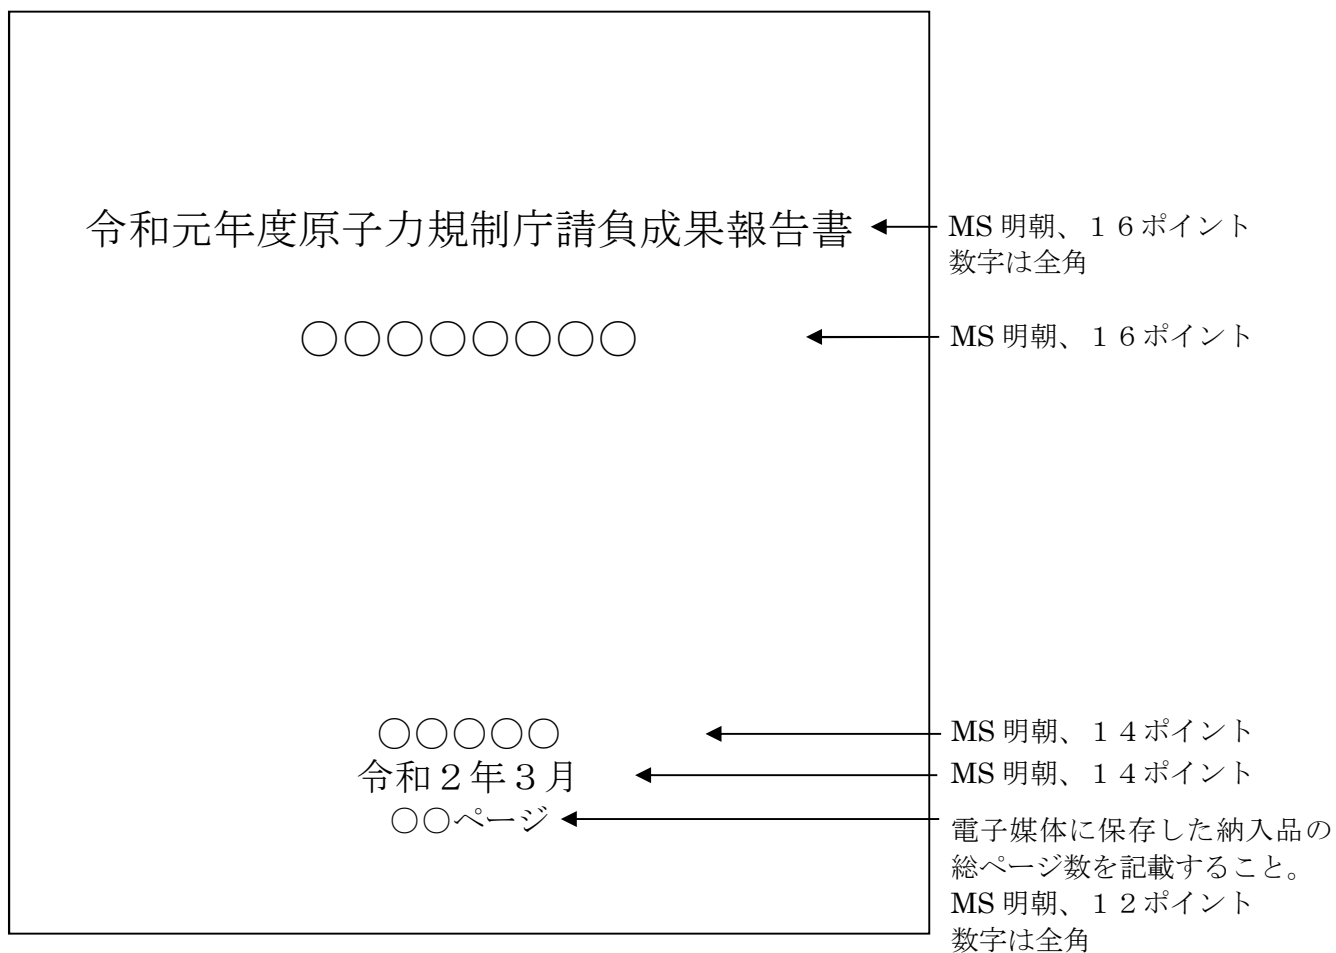 令和元年度原子力規制庁請負成果報告書
MS 明朝、１６ポイント
数字は全角
○○○○○○○○
MS 明朝、１６ポイント
○○○○○
MS 明朝、１４ポイント
令和２年３月
MS 明朝、１４ポイント
○○ページ
電子媒体に保存した納入品の
総ページ数を記載すること。
MS 明朝、１２ポイント
数字は全角